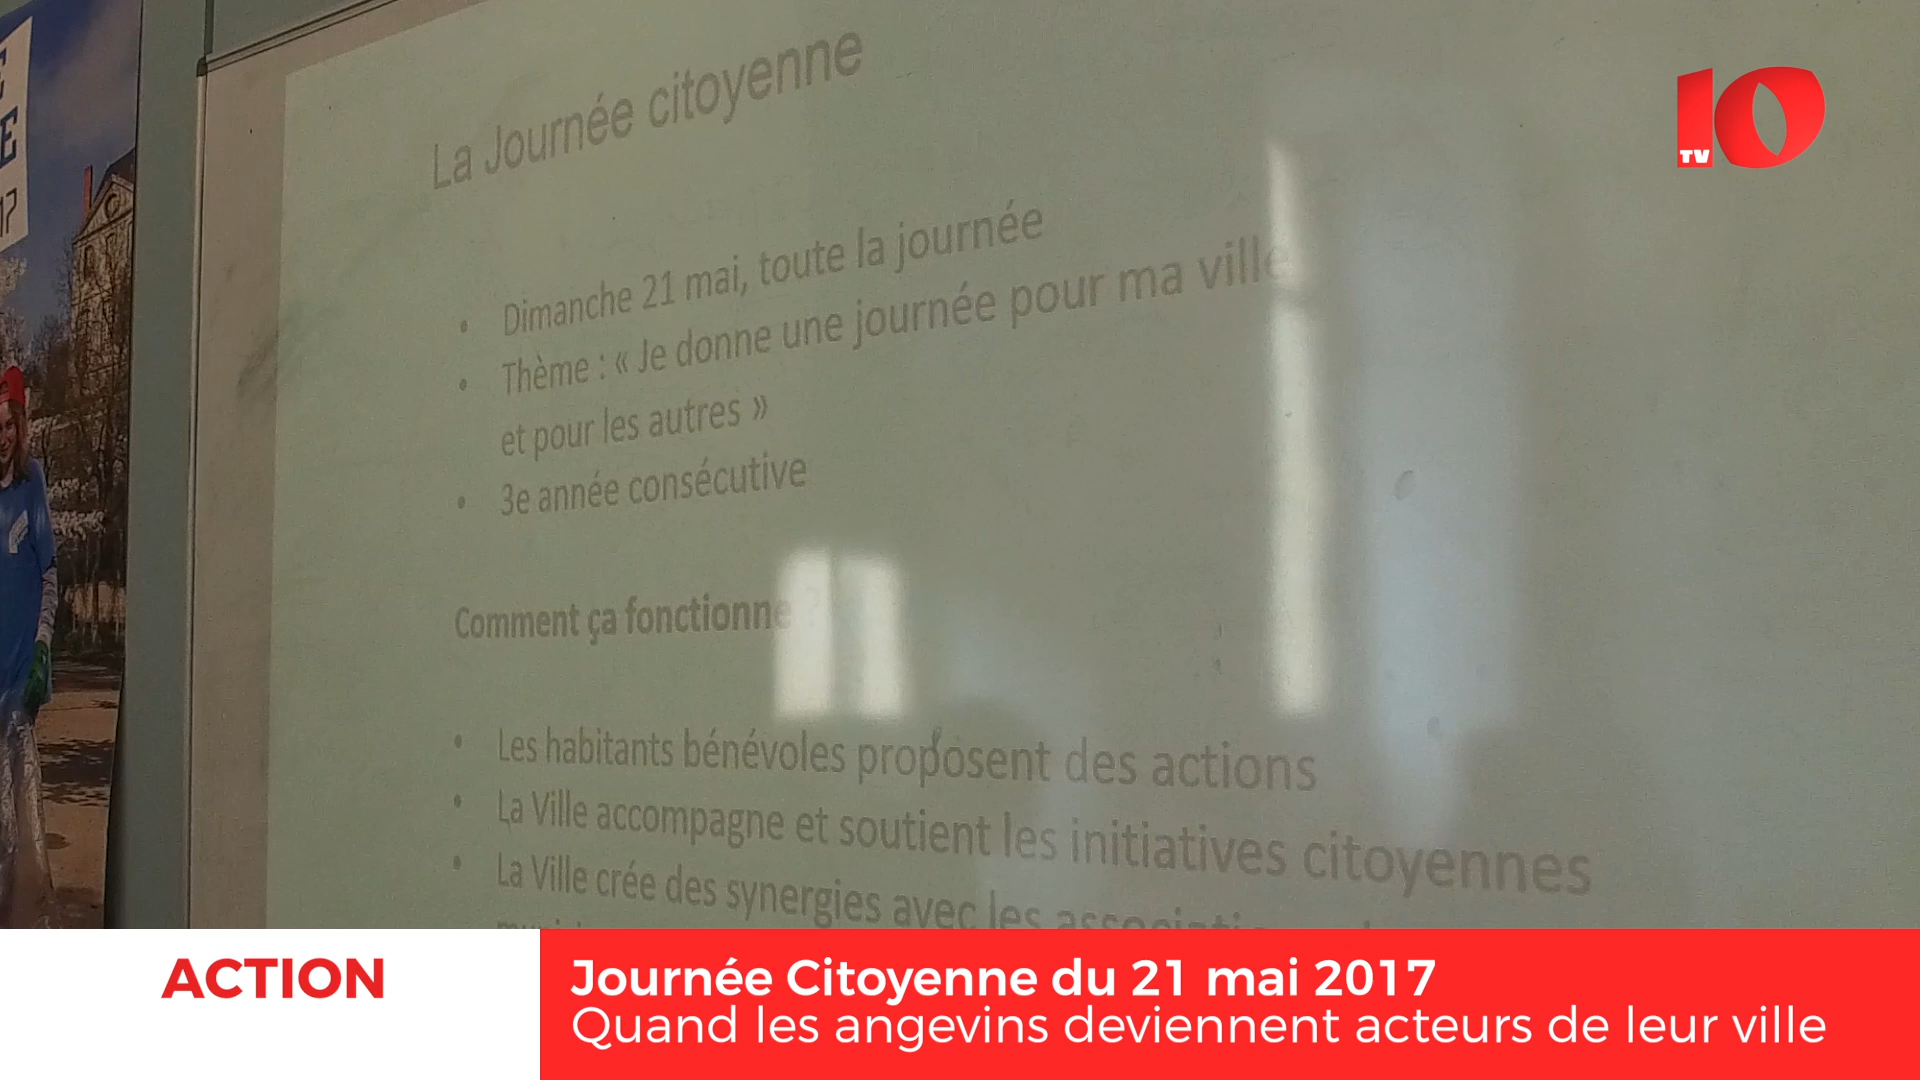 E
E
17
TV 10
La Journée citoyenne
• Dimanche 21 mai, toute la journée
• Thème : « Je donne une journée pour ma ville
et pour les autres »
• 3e année consécutive
Comment ça fonctionne ?
• Les habitants bénévoles proposent des actions
• La Ville accompagne et soutient les initiatives citoyennes
• La Ville crée des synergies avec les
ACTION
Journée Citoyenne du 21 mai 2017
Quand les angevins deviennent acteurs de leur ville